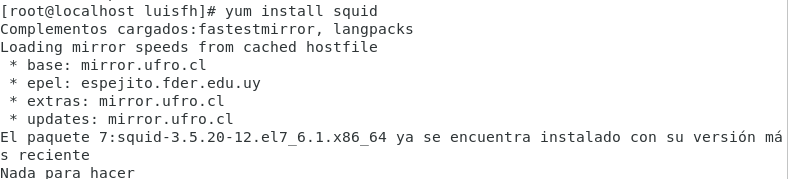 [root@localhost luisfh]# yum install squid
Complementos cargados:fastestmirror, langpacks
Loading mirror speeds from cached hostfile
 * base: mirror.ufro.cl
 * epel: espejito.fder.edu.uy
 * extras: mirror.ufro.cl
 * updates: mirror.ufro.cl
El paquete 7:squid-3.5.20-12.el7_6.1.x86_64 ya se encuentra instalado con su versión má
s reciente
Nada para hacer